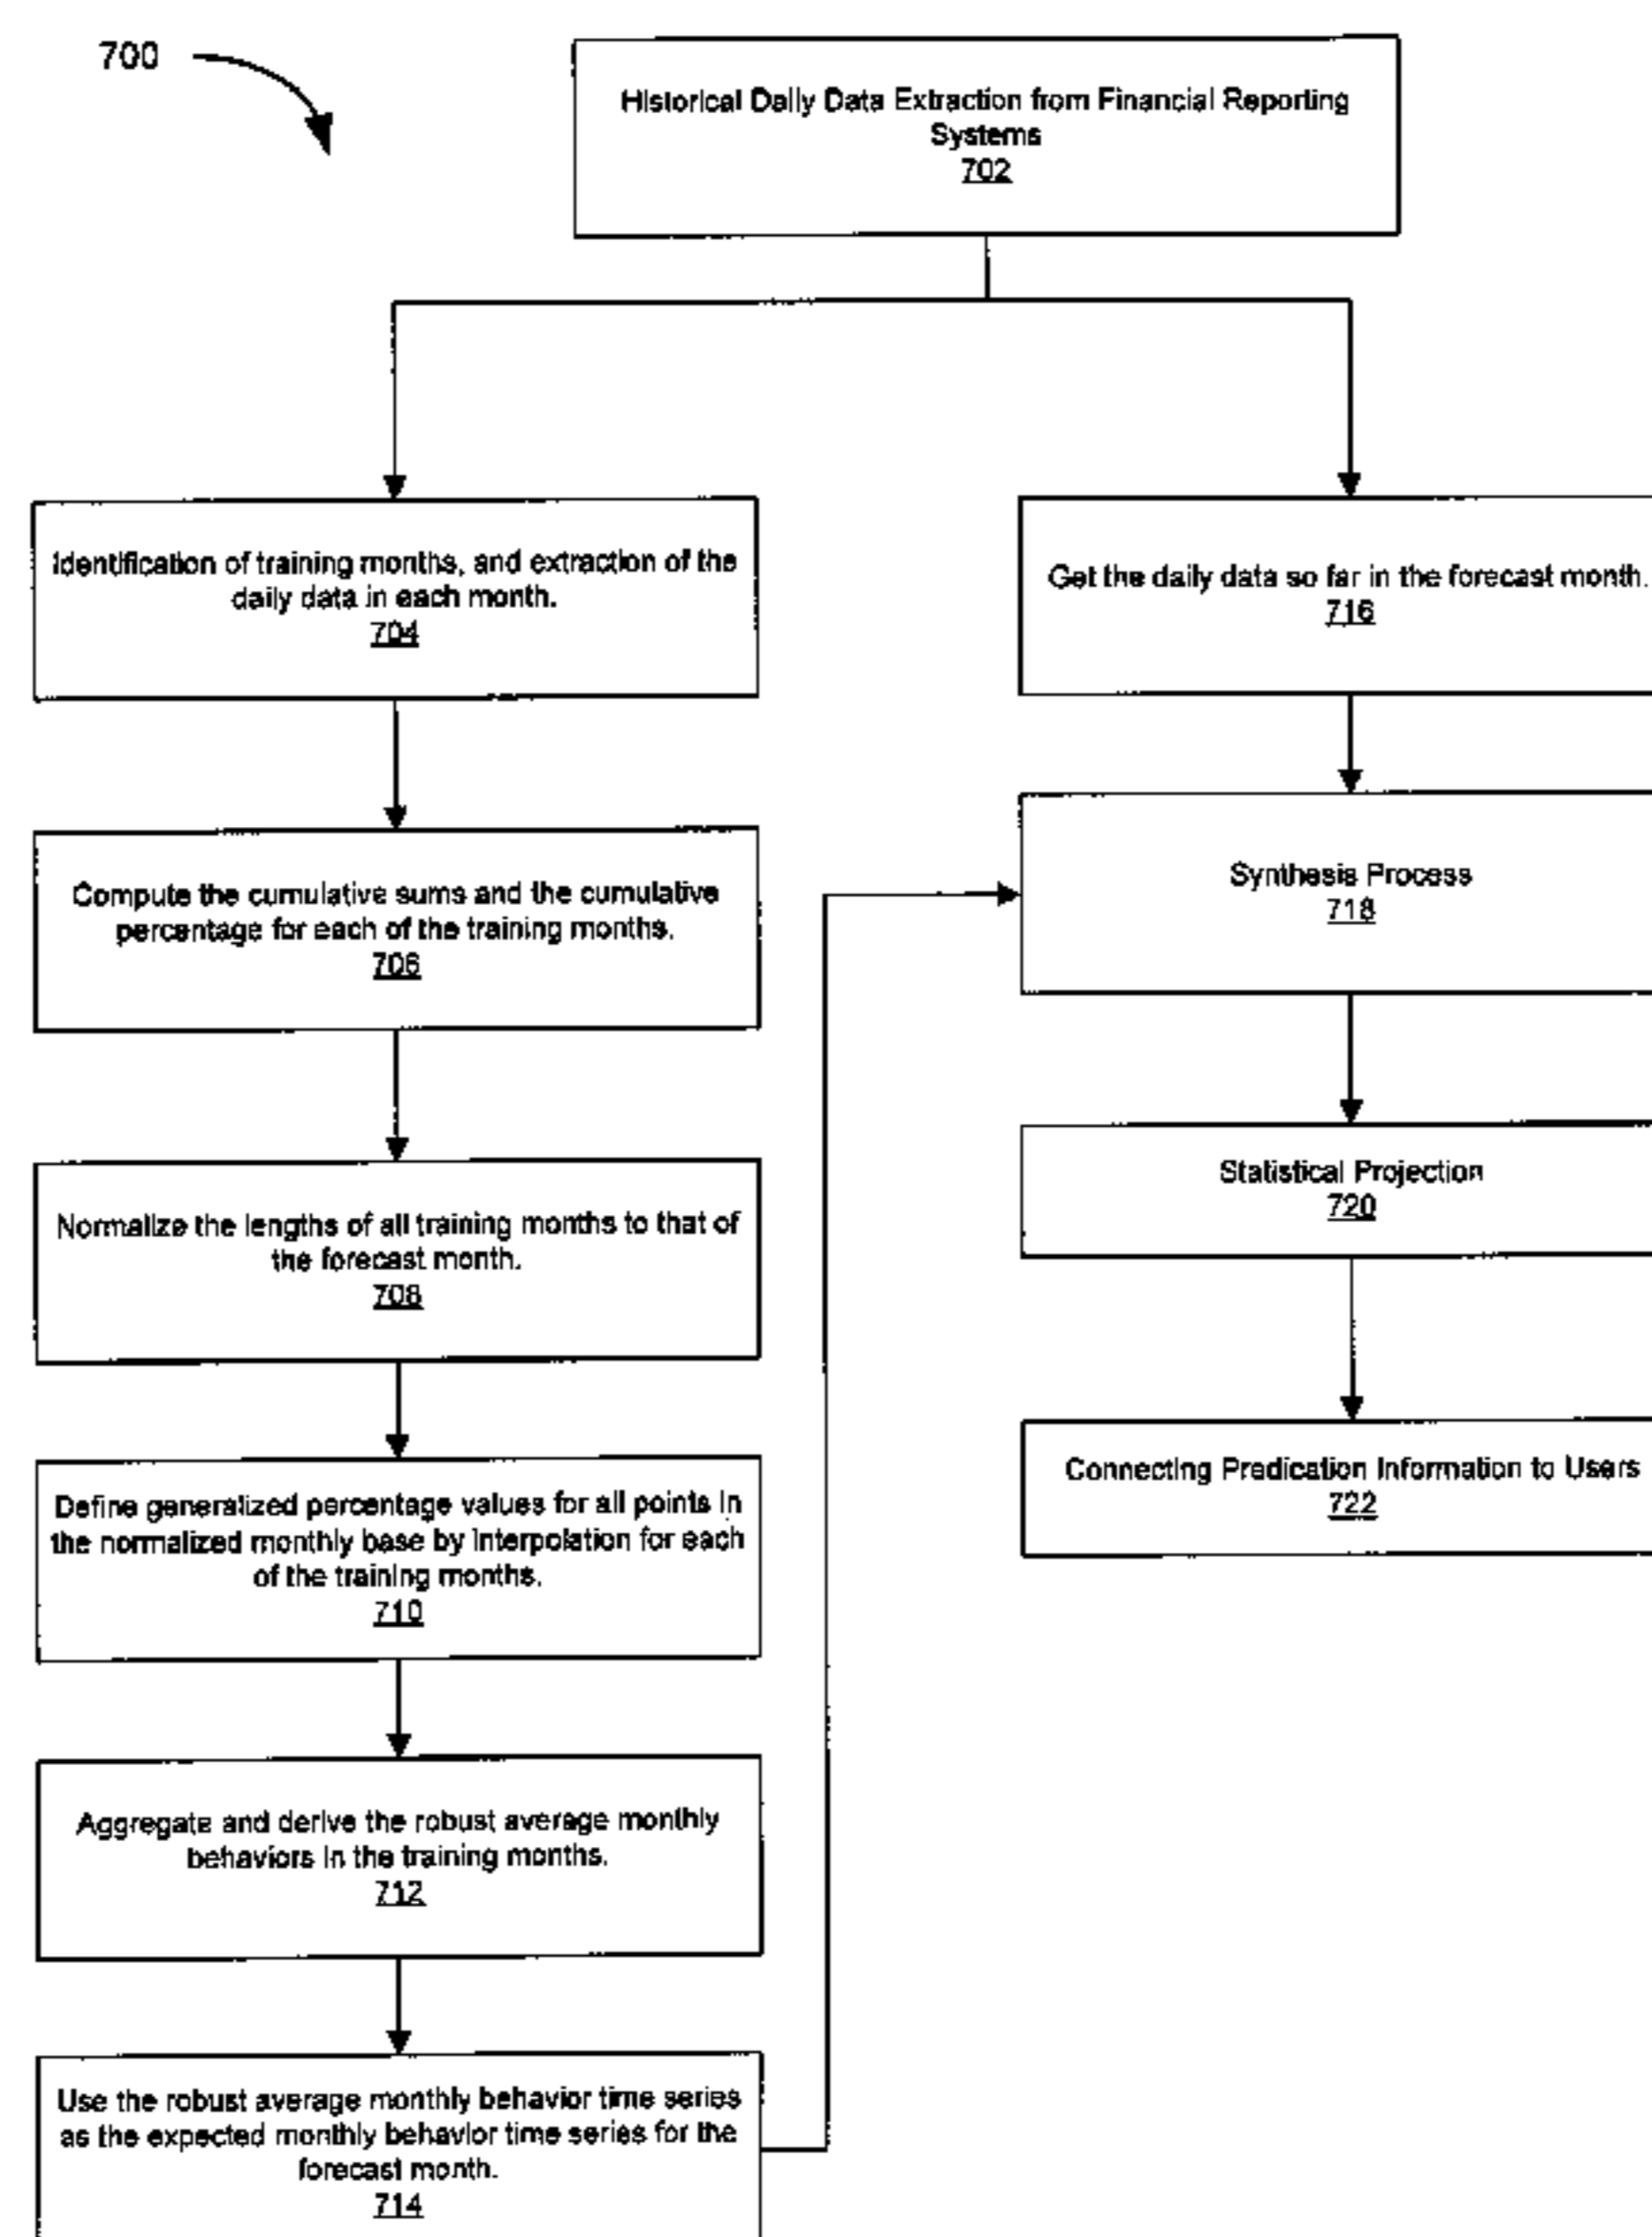 700
Historical Daily Data Extraction from Financial Reporting
Systems
702
Identification of training months, and extraction of the
daily data in each month.
704
Compute the cumulative sums and the cumulative
percentage for each of the training months.
706
Normalize the lengths of all training months to that of
the forecast month.
708
Define generalized percentage values for all points in
the normalized monthly base by interpolation for each
of the training months.
710
Aggregate and derive the robust average monthly
behaviors in the training months.
712
Use the robust average monthly behavior time series
as the expected monthly behavior time series for the
forecast month.
714
Get the daily data so far in the forecast month.
716
Synthesis Process
718
Statistical Projection
720
Connecting Predication Information to Users
722